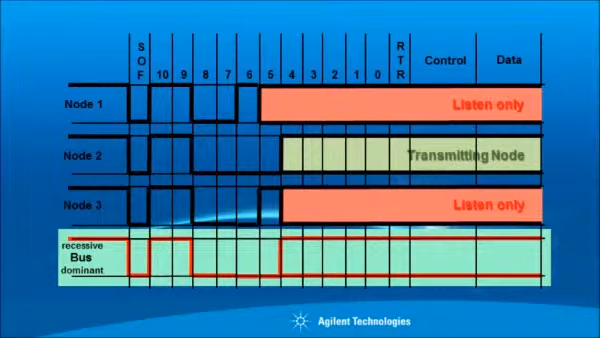 S
O
F
10 9 8 7 6 5 4 3 2 1 0
R
T
R
Control Data
Node 1 Listen only
Node 2 Transmitting Node
Node 3 Listen only
recessive
Bus
dominant
Agilent Technologies